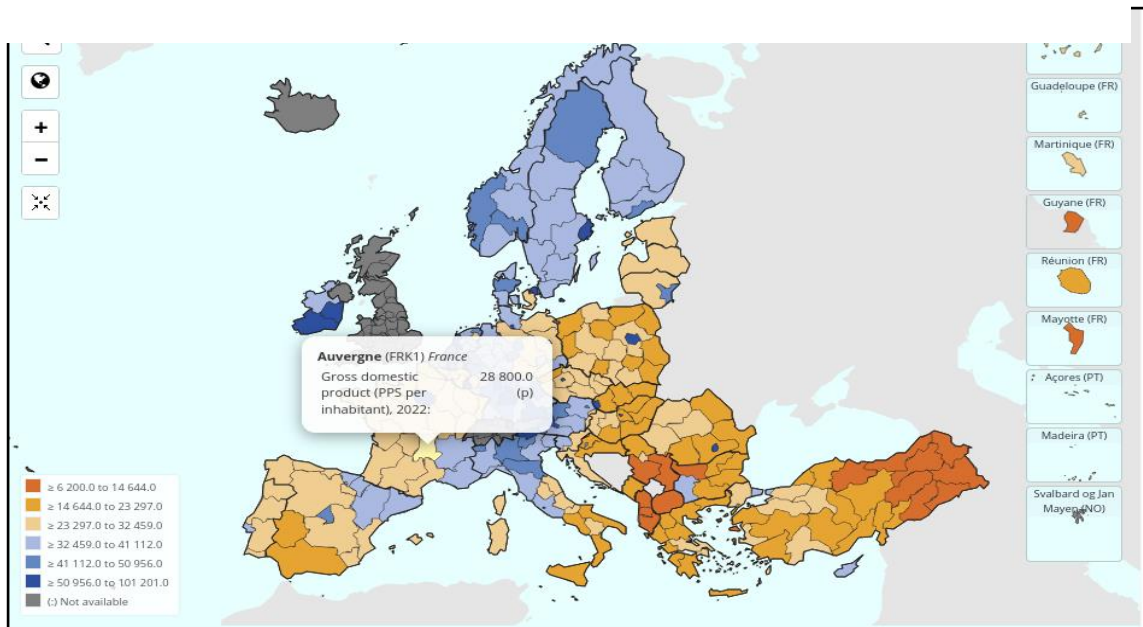 +
−
Auvergne (FRK1) France
Gross domestic product (PPS per inhabitant), 2022:
28 800.0 (p)
≥ 6 200.0 to 14 644.0
≥ 14 644.0 to 23 297.0
≥ 23 297.0 to 32 459.0
≥ 32 459.0 to 41 112.0
≥ 41 112.0 to 50 956.0
≥ 50 956.0 to 101 201.0
(:) Not available
Guadeloupe (FR)
Martinique (FR)
Guyane (FR)
Réunion (FR)
Mayotte (FR)
Açores (PT)
Madeira (PT)
Svalbard og Jan
Mayen (NO)